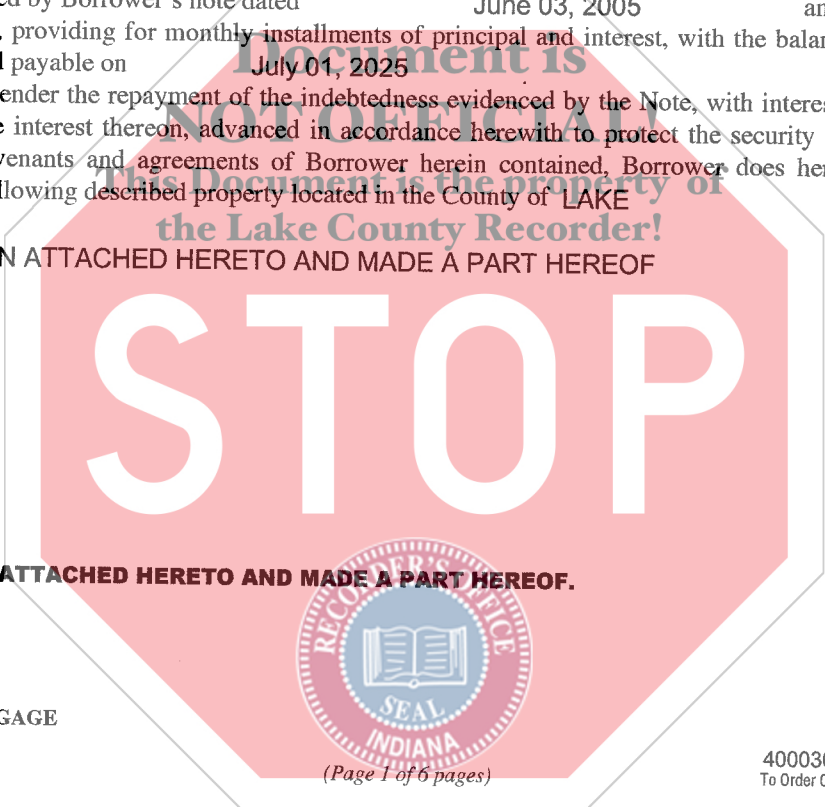 ed by Borrower's note dated June 03, 2005 an
, providing for monthly installments of principal and interest, with the balan
Document is
l payable on July 01, 2025
ender the repayment of the indebtedness evidenced by the Note, with interes
NOT OFFICIAL!
e interest thereon, advanced in accordance herewith to protect the security
venants and agreements of Borrower herein contained, Borrower does her
This Document is the property of
llowing described property located in the County of LAKE
the Lake County Recorder!
N ATTACHED HERETO AND MADE A PART HEREOF
STOP
ATTACHED HERETO AND MADE A PART HEREOF.
RECORDER'S OFFICE
SEAL
INDIANA
GAGE
(Page 1 of 6 pages)
40003
To Order C